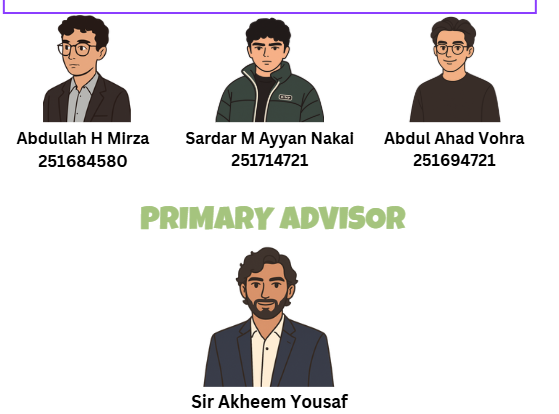 Abdullah H Mirza
251684580
Sardar M Ayyan Nakai
251714721
Abdul Ahad Vohra
251694721
PRIMARY ADVISOR
Sir Akheem Yousaf